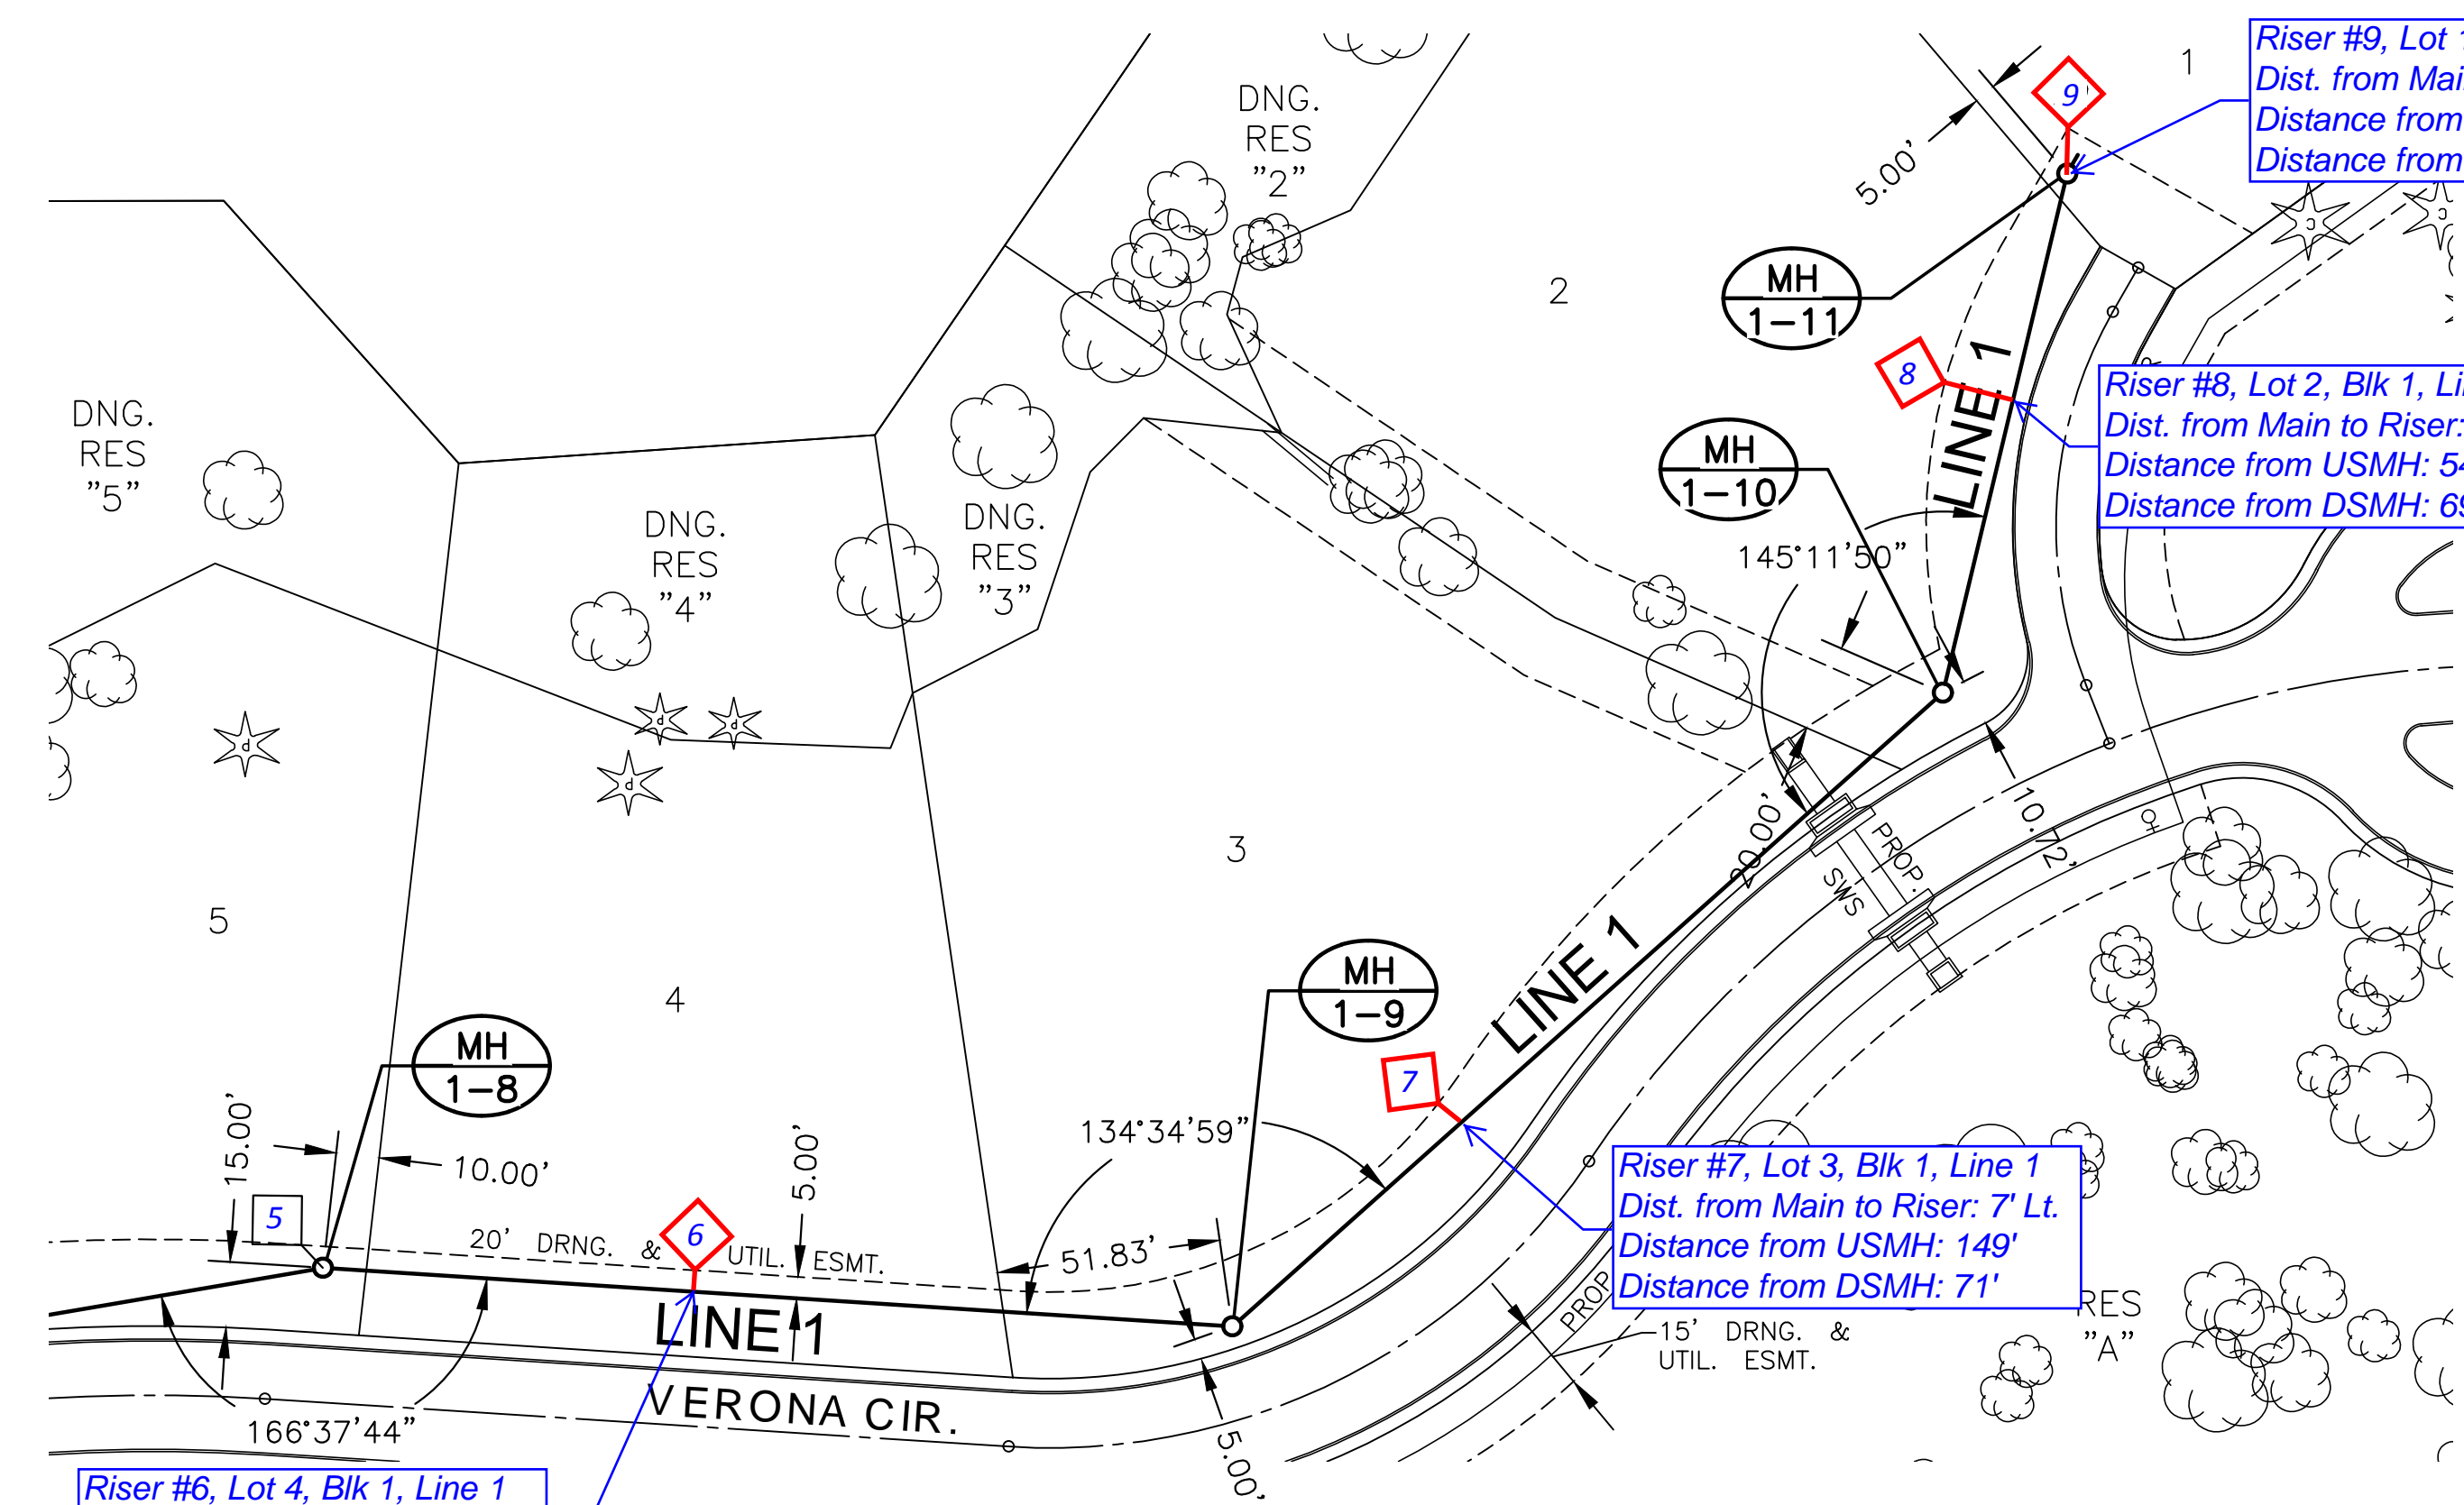 Riser #9, Lot
Dist. from
Distance from
Distance from
1
9
DNG.
RES
"2"
5.00'
MH
1-11
2
LINE 1
8
Riser #8, Lot 2, Blk 1,
Dist. from Main to Riser:
Distance from USMH:
Distance from DSMH:
DNG.
RES
"5"
MH
1-10
DNG.
RES
"4"
DNG.
RES
"3"
145°11'50"
P
P
P
P
3
20.00'
10.72'
PROP.
SWS
5
4
LINE 1
MH
1-9
MH
1-8
7
134°34'59"
15.00'
10.00'
5.00'
Riser #7, Lot 3, Blk 1, Line 1
Dist. from Main to Riser: 7' Lt.
Distance from USMH: 149'
Distance from DSMH: 71'
5
6
20' DRNG. & UTIL. ESMT.
51.83'
LINE 1
PROP
15' DRNG. &
UTIL. ESMT.
RES
"A"
VERONA CIR.
166°37'44"
5.00'
Riser #6, Lot 4, Blk 1, Line 1